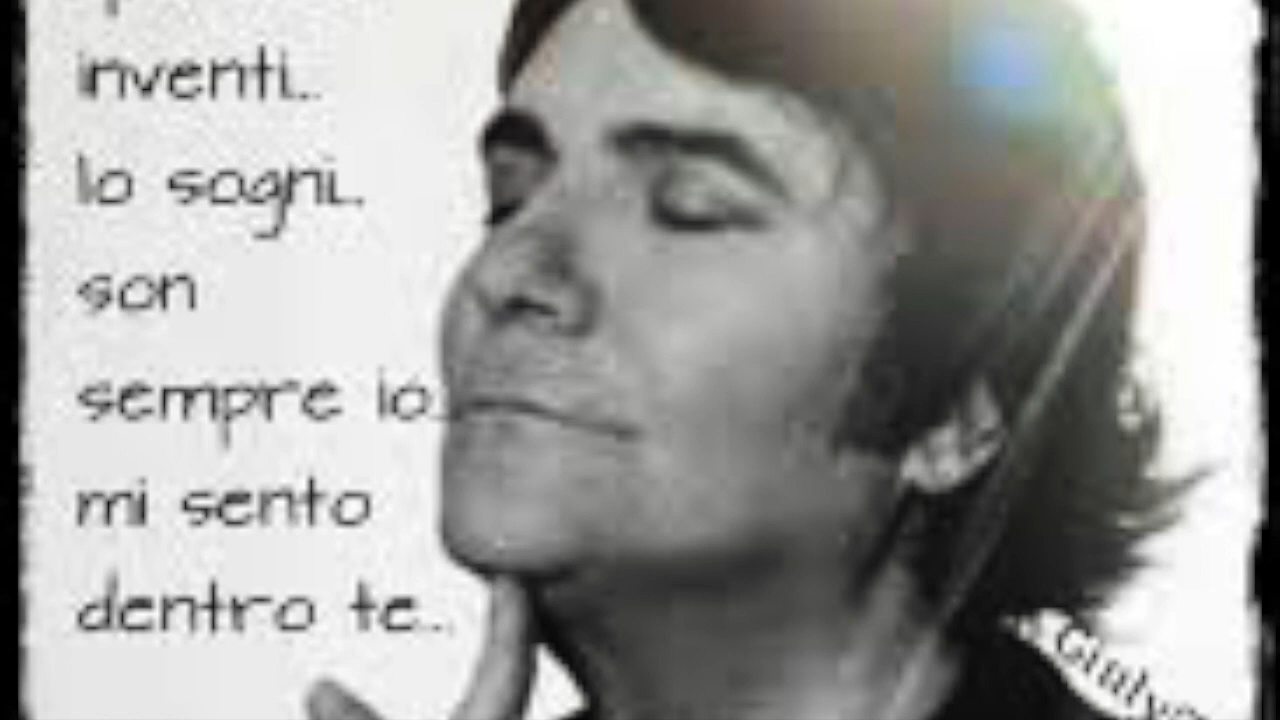 inventi..
lo sogni..
son
sempre io..
mi sento
dentro te..